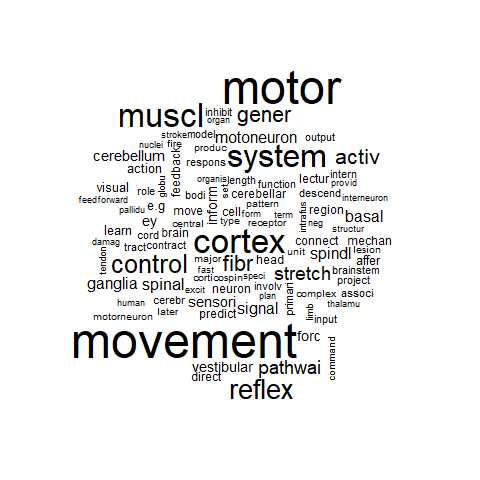 motor
muscl inhibit gener
organ
stroke model motoneuron output
nuclei fire
produc
cerebellum feedback respons system activ
action
organis length lectur intern
provid
visual role globu bodi inform set cerebellar function descend interneuron
feedforward e.g pattern
pallidu move cell form term intrafus region basal
ey central type receptor neg
structur
learn cord brain cortex connect mechan
damag tract contract unit lesion
tendon control major fibr head spindl affer
fast
corticospin speci stretch brainstem
ganglia spinal excit neuron involv project
plan primari complex associ
human cerebr sensori signal limb thalamu
later predict input
motorneuron
movement forc
vestibular pathwai command
direct
reflex